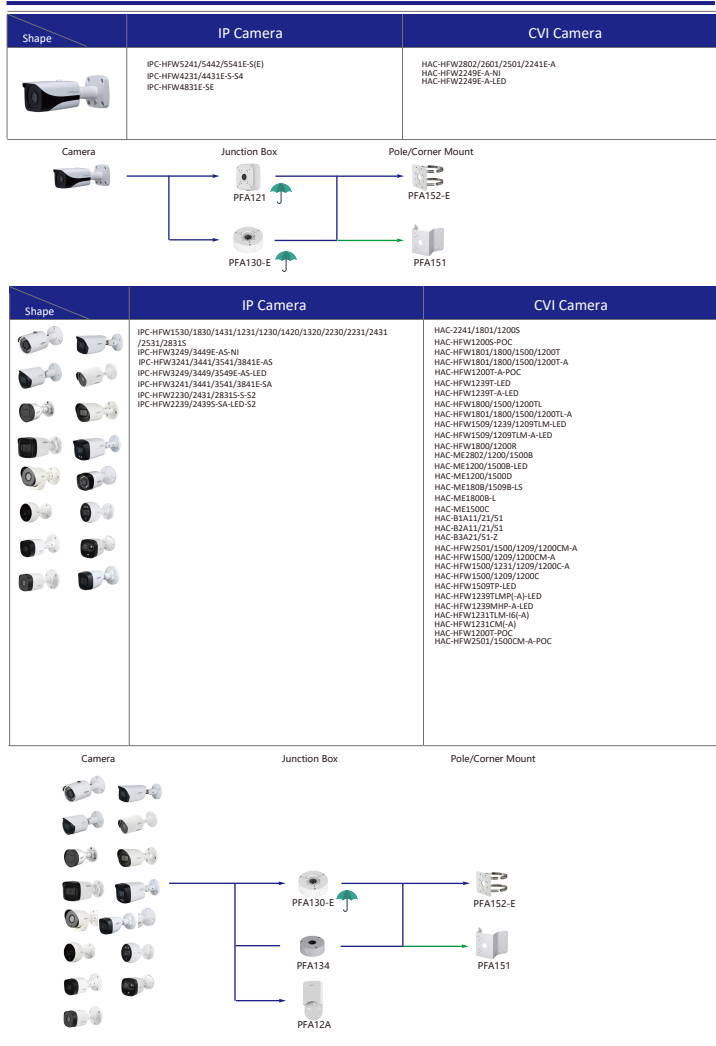 Shape
IP Camera
CVI Camera
IPC-HFW5241/5442/5541E-S(E)
IPC-HFW4231/4431E-S-S4
IPC-HFW4831E-SE
HAC-HFW2802/2601/2501/2241E-A
HAC-HFW2249E-A-NI
HAC-HFW2249E-A-LED
Camera
Junction Box
Pole/Corner Mount
PFA121
PFA152-E
PFA130-E
PFA151
Shape
IP Camera
CVI Camera
IPC-HFW1530/1830/1431/1231/1230/1420/1320/2230/2231/2431
/2531/2831S
IPC-HFW3249/3449E-AS-NI
IPC-HFW3241/3441/3541/3841E-AS
IPC-HFW3249/3449/3549E-AS-LED
IPC-HFW3241/3441/3541/3841E-SA
IPC-HFW2230/2431/2831S-S-S2
IPC-HFW2239/2439S-SA-LED-S2
HAC-2241/1801/1200S
HAC-HFW1200S-POC
HAC-HFW1801/1800/1500/1200T
HAC-HFW1801/1800/1500/1200T-A
HAC-HFW1200T-A-POC
HAC-HFW1239T-LED
HAC-HFW1239T-A-LED
HAC-HFW1800/1500/1200TL
HAC-HFW1801/1800/1500/1200TL-A
HAC-HFW1509/1239/1209TLM-LED
HAC-HFW1509/1209TLM-A-LED
HAC-HFW1800/1200R
HAC-ME2802/1200/1500B
HAC-ME1200/1500B-LED
HAC-ME1200/1500D
HAC-ME180B/1509B-LS
HAC-ME1800B-L
HAC-ME1500C
HAC-B1A11/21/51
HAC-B2A11/21/51
HAC-B3A21/51-Z
HAC-HFW2501/1500/1209/1200CM-A
HAC-HFW1500/1209/1200CM-A
HAC-HFW1500/1231/1209/1200C-A
HAC-HFW1500/1209/1200C
HAC-HFW1509TP-LED
HAC-HFW1239TLMP(-A)-LED
HAC-HFW1239MHP-A-LED
HAC-HFW1231TLM-I6(-A)
HAC-HFW1231CM(-A)
HAC-HFW1200T-POC
HAC-HFW2501/1500CM-A-POC
Camera
Junction Box
Pole/Corner Mount
PFA130-E
PFA152-E
PFA134
PFA151
PFA12A